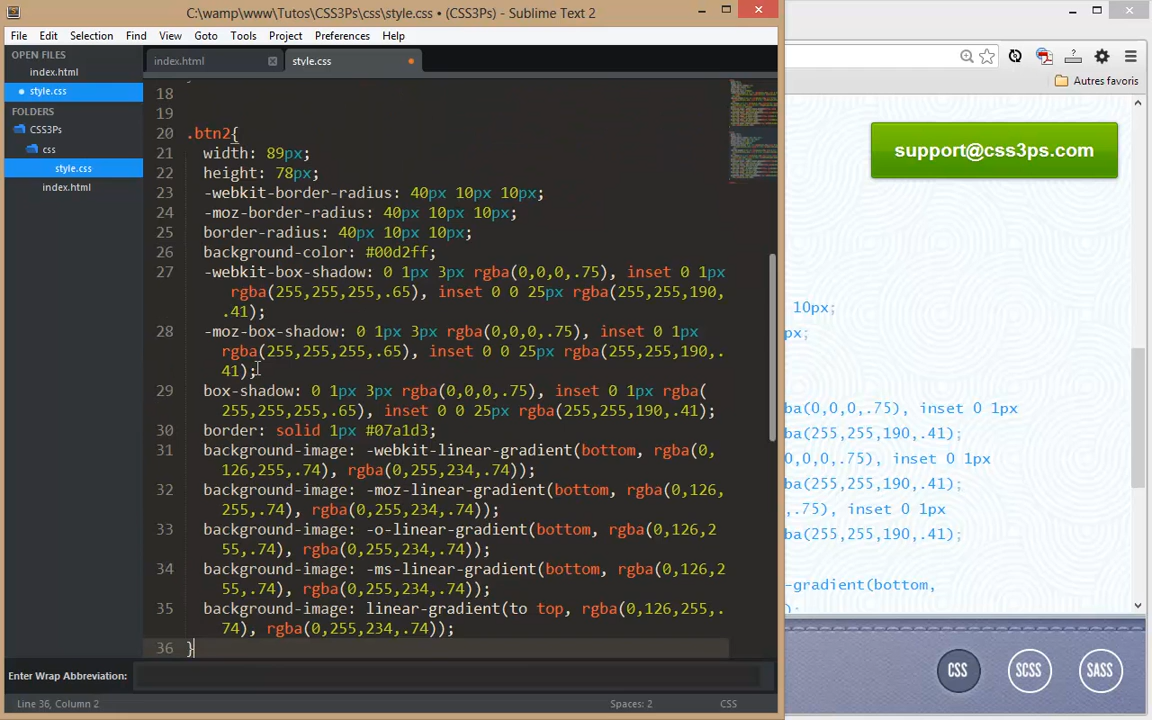 C:\wamp\www\Tutos\CSS3Ps\css\style.css • (CSS3Ps) - Sublime Text 2
File Edit Selection Find View Goto Tools Project Preferences Help
OPEN FILES
index.html
style.css
FOLDERS
CSS3Ps
css
style.css
index.html
index.html
style.css
18
19
20 .btn2{
21 width: 89px;
22 height: 78px;
23 -webkit-border-radius: 40px 10px 10px;
24 -moz-border-radius: 40px 10px 10px;
25 border-radius: 40px 10px 10px;
26 background-color: #00d2ff;
27 -webkit-box-shadow: 0 1px 3px rgba(0,0,0,.75), inset 0 1px
rgba(255,255,255,.65), inset 0 0 25px rgba(255,255,190,
.41);
28 -moz-box-shadow: 0 1px 3px rgba(0,0,0,.75), inset 0 1px
rgba(255,255,255,.65), inset 0 0 25px rgba(255,255,190,.
41);
29 box-shadow: 0 1px 3px rgba(0,0,0,.75), inset 0 1px rgba(
255,255,255,.65), inset 0 0 25px rgba(255,255,190,.41);
30 border: solid 1px #07a1d3;
31 background-image: -webkit-linear-gradient(bottom, rgba(0,
126,255,.74), rgba(0,255,234,.74));
32 background-image: -moz-linear-gradient(bottom, rgba(0,126,
255,.74), rgba(0,255,234,.74));
33 background-image: -o-linear-gradient(bottom, rgba(0,126,2
55,.74), rgba(0,255,234,.74));
34 background-image: -ms-linear-gradient(bottom, rgba(0,126,2
55,.74), rgba(0,255,234,.74));
35 background-image: linear-gradient(to top, rgba(0,126,255,.
74), rgba(0,255,234,.74));
36 }
Enter Wrap Abbreviation:
Line 36, Column 2
Spaces: 2
CSS
Autres favoris
support@css3ps.com
10px;
px;
ba(0,0,0,.75), inset 0 1px
ba(255,255,190,.41);
0,0,0,.75), inset 0 1px
ba(255,255,190,.41);
,.75), inset 0 1px
ba(255,255,190,.41);
-gradient(bottom,
CSS
SCSS
SASS